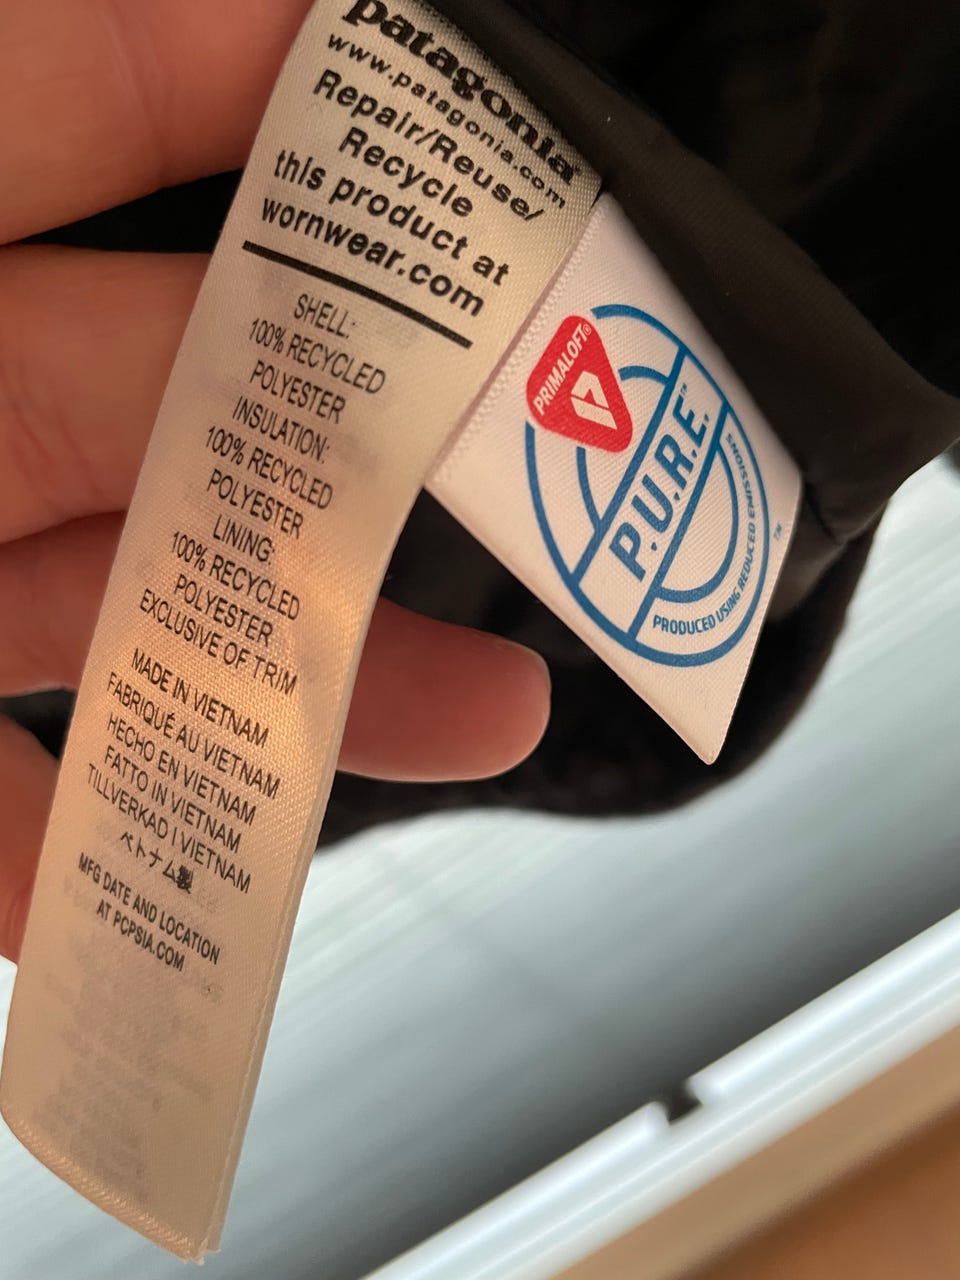 patagonia®
www.patagonia.com
Repair/Reuse/
Recycle
this product at
wornwear.com
SHELL:
100% RECYCLED
POLYESTER
INSULATION:
100% RECYCLED
POLYESTER
LINING:
100% RECYCLED
POLYESTER
EXCLUSIVE OF TRIM
MADE IN VIETNAM
FABRIQUÉ AU VIETNAM
HECHO EN VIETNAM
FATTO IN VIETNAM
TILLVERKAD I VIETNAM
ベトナム製
MFG DATE AND LOCATION
AT PCPSIA.COM
PRIMALOFT®
P.U.R.E.™
PRODUCED USING REDUCED EMISSIONS
™